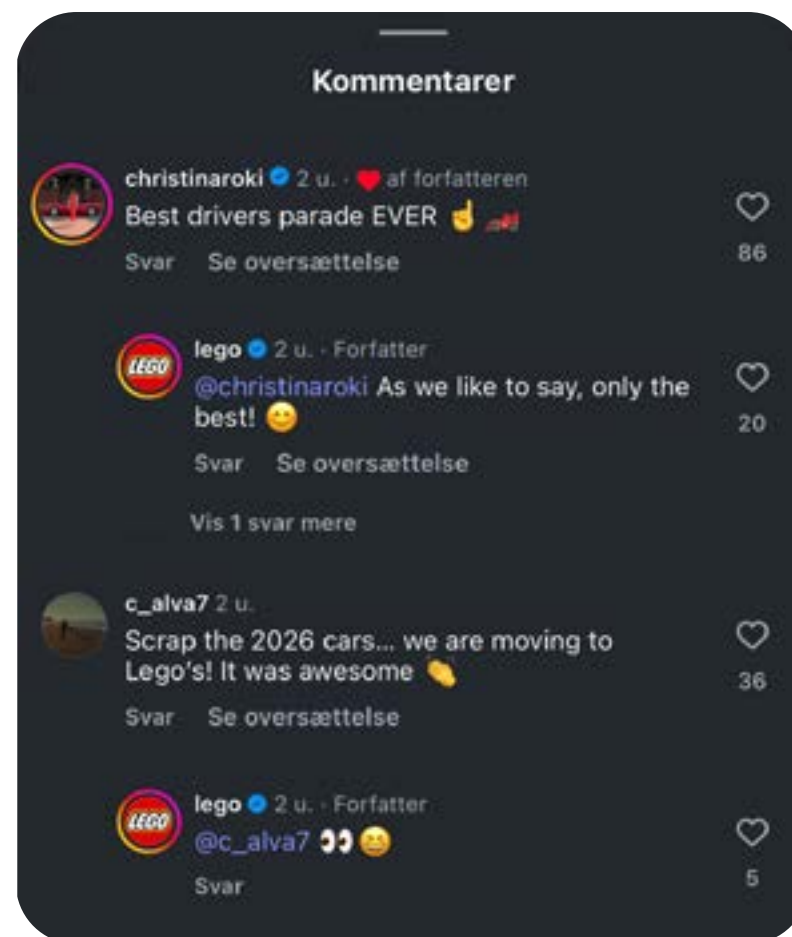 Kommentarer
christinaroki 2 u. · ❤️ af forfatteren
Best drivers parade EVER ☝️ 🏎️
86
Svar Se oversættelse
LEGO
lego 2 u. · Forfatter
@christinaroki As we like to say, only the
best! 😊
20
Svar Se oversættelse
Vis 1 svar mere
c_alva7 2 u.
Scrap the 2026 cars... we are moving to
Lego's! It was awesome 👏
36
Svar Se oversættelse
LEGO
lego 2 u. · Forfatter
@c_alva7 👀😄
5
Svar